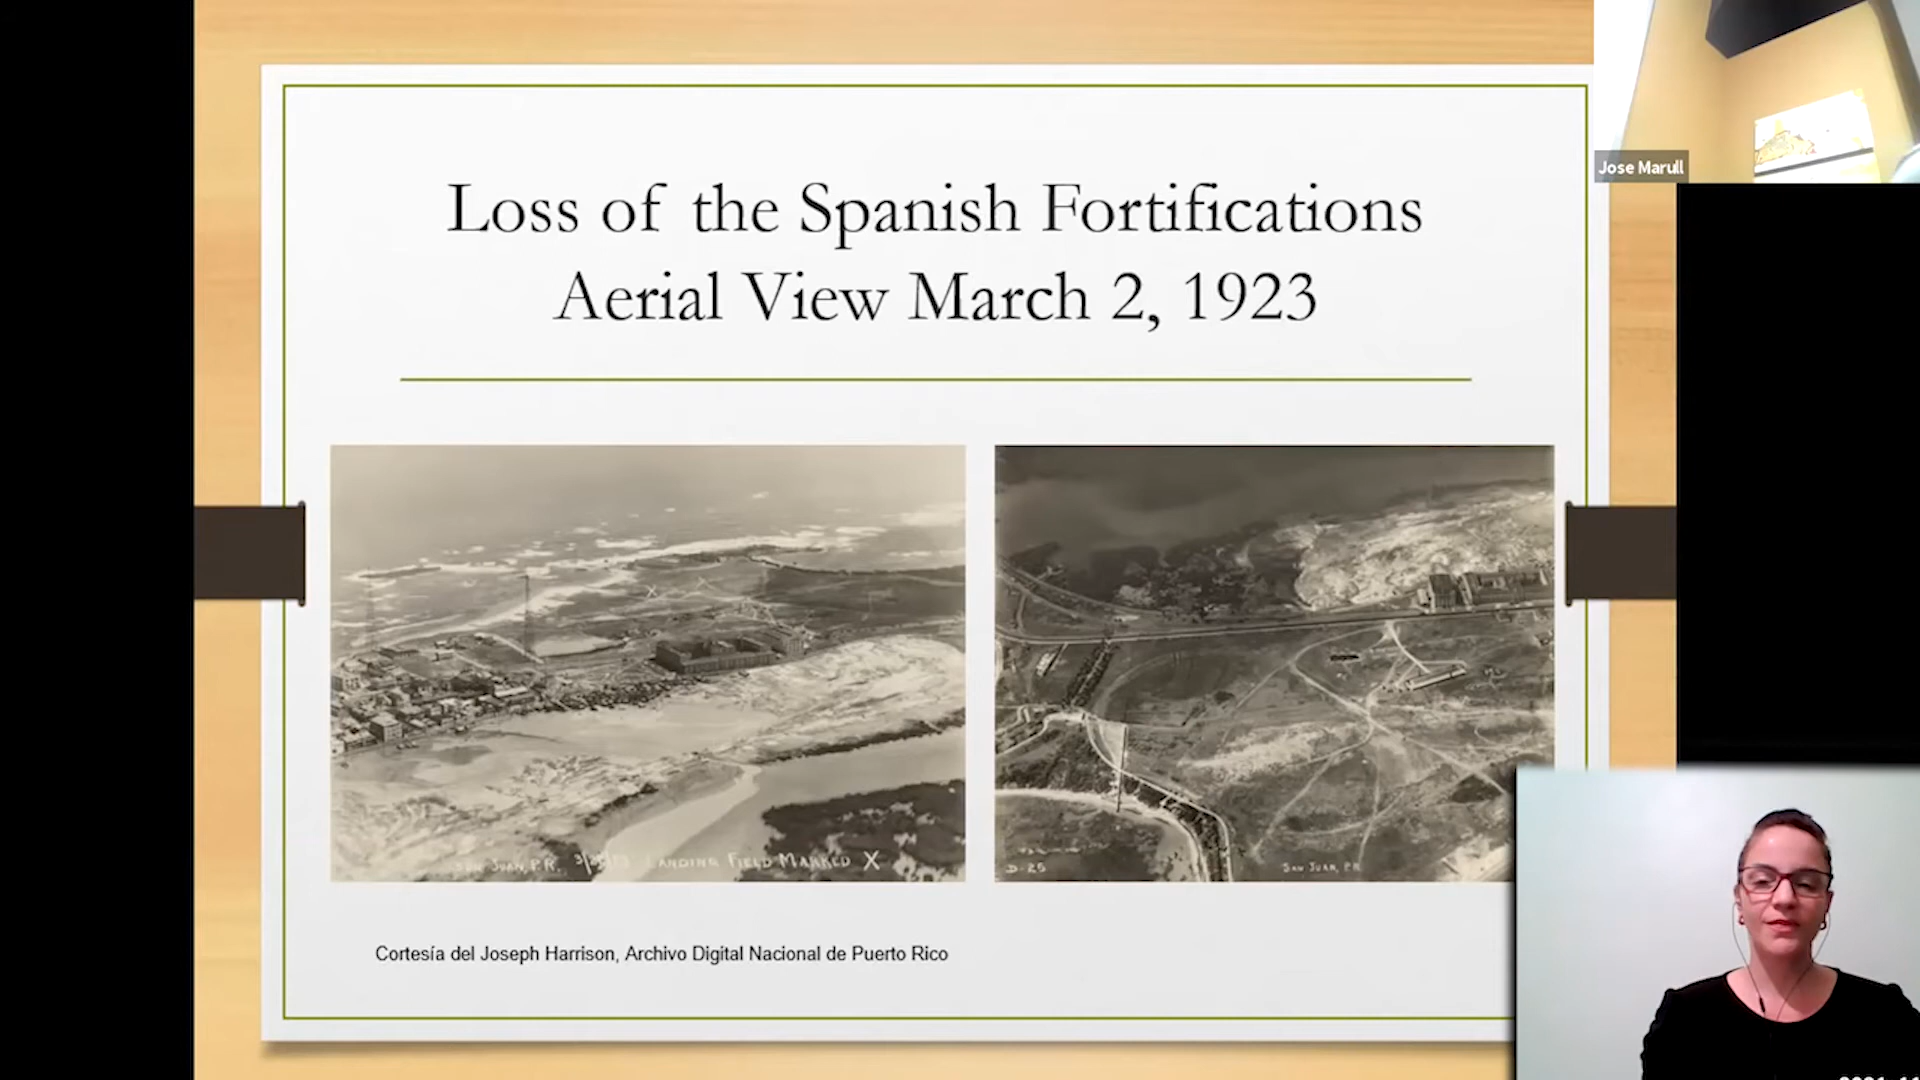 Loss of the Spanish Fortifications
Aerial View March 2, 1923
Jose Marull
SAN JUAN, P.R. LANDING FIELD MARKED X
D-25
SAN JUAN, P.R.
Cortesía del Joseph Harrison, Archivo Digital Nacional de Puerto Rico